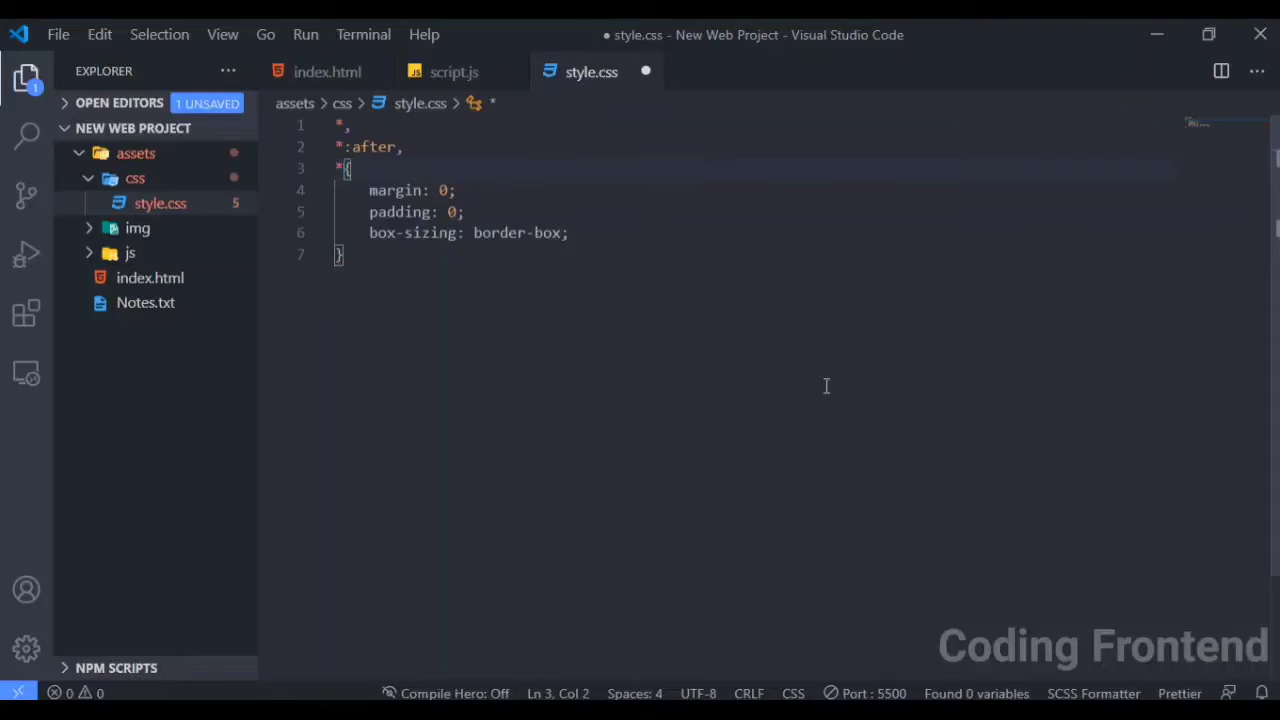 File Edit Selection View Go Run Terminal Help
● style.css - New Web Project - Visual Studio Code
EXPLORER
index.html
script.js
style.css
OPEN EDITORS 1 UNSAVED
assets > css > style.css > *
NEW WEB PROJECT
assets
css
style.css 5
img
js
index.html
Notes.txt
1 *,
2 *:after,
3 *{
4 margin: 0;
5 padding: 0;
6 box-sizing: border-box;
7 }
1
JS
Coding Frontend
NPM SCRIPTS
0 0 Compile Hero: Off Ln 3, Col 2 Spaces: 4 UTF-8 CRLF CSS Port : 5500 Found 0 variables SCSS Formatter Prettier